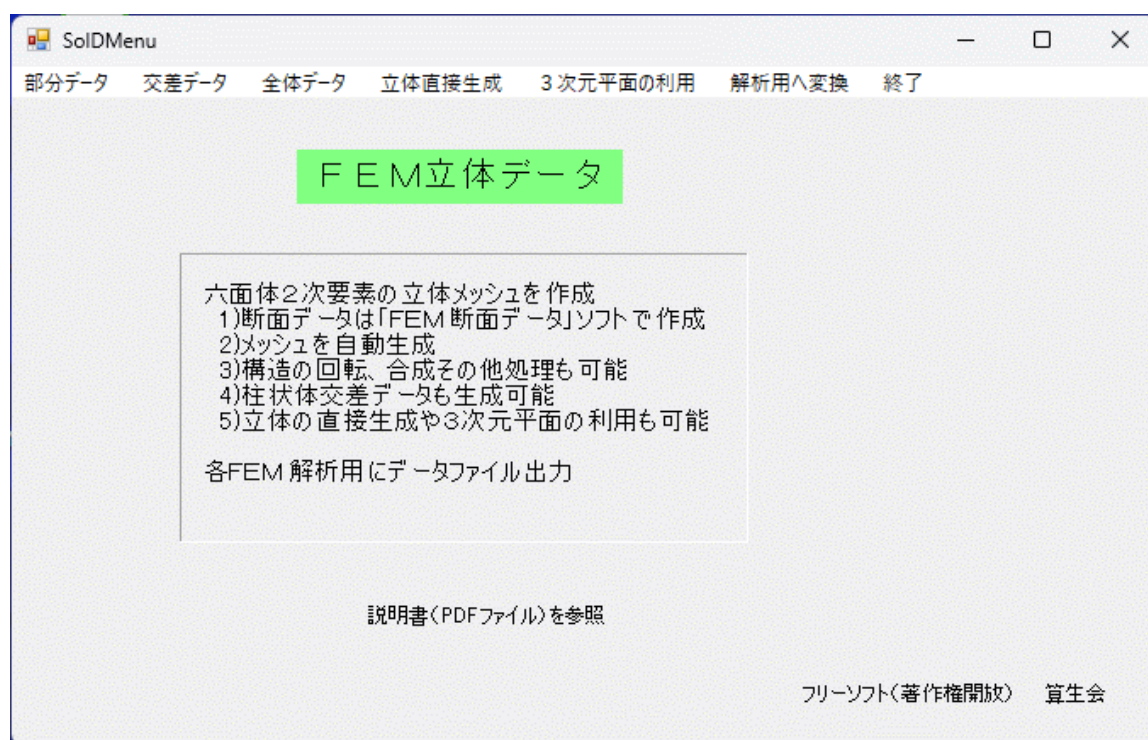 SolDMenu
部分データ 交差データ 全体データ 立体直接生成 ３次元平面の利用 解析用へ変換 終了
ＦＥＭ立体データ
六面体２次要素の立体メッシュを作成
1)断面データは「FEM断面データ」ソフトで作成
2)メッシュを自動生成
3)構造の回転、合成その他処理も可能
4)柱状体交差データも生成可能
5)立体の直接生成や３次元平面の利用も可能
各FEM解析用にデータファイル出力
説明書（PDFファイル）を参照
フリーソフト（著作権開放） 算生会